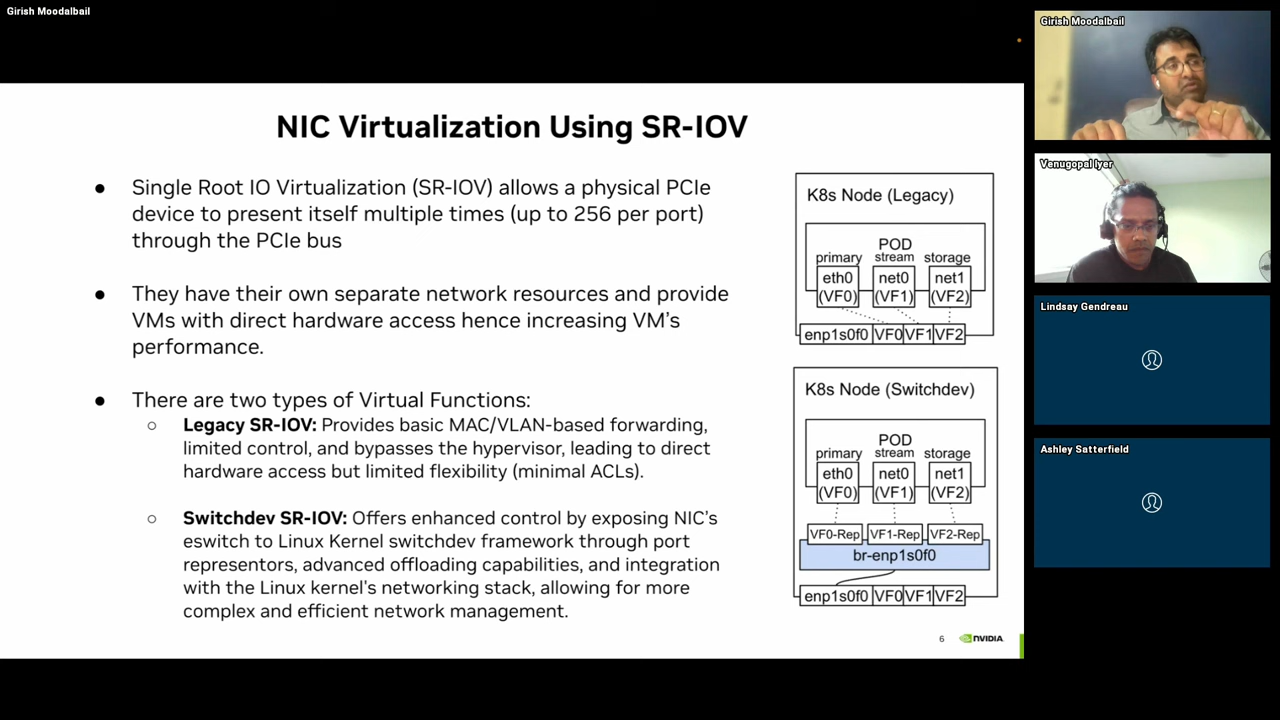 Girish Moodalbail
NIC Virtualization Using SR-IOV
● Single Root IO Virtualization (SR-IOV) allows a physical PCIe
device to present itself multiple times (up to 256 per port)
through the PCIe bus
● They have their own separate network resources and provide
VMs with direct hardware access hence increasing VM's
performance.
● There are two types of Virtual Functions:
○ Legacy SR-IOV: Provides basic MAC/VLAN-based forwarding,
limited control, and bypasses the hypervisor, leading to direct
hardware access but limited flexibility (minimal ACLs).
○ Switchdev SR-IOV: Offers enhanced control by exposing NIC's
eswitch to Linux Kernel switchdev framework through port
representors, advanced offloading capabilities, and integration
with the Linux kernel's networking stack, allowing for more
complex and efficient network management.
K8s Node (Legacy)
POD
primary stream storage
eth0 net0 net1
(VF0) (VF1) (VF2)
enp1s0f0 VF0 VF1 VF2
K8s Node (Switchdev)
POD
primary stream storage
eth0 net0 net1
(VF0) (VF1) (VF2)
VF0-Rep VF1-Rep VF2-Rep
br-enp1s0f0
enp1s0f0 VF0 VF1 VF2
6 NVIDIA
Girish Moodalbail
Venugopal Iyer
Lindsay Gendreau
Ashley Satterfield